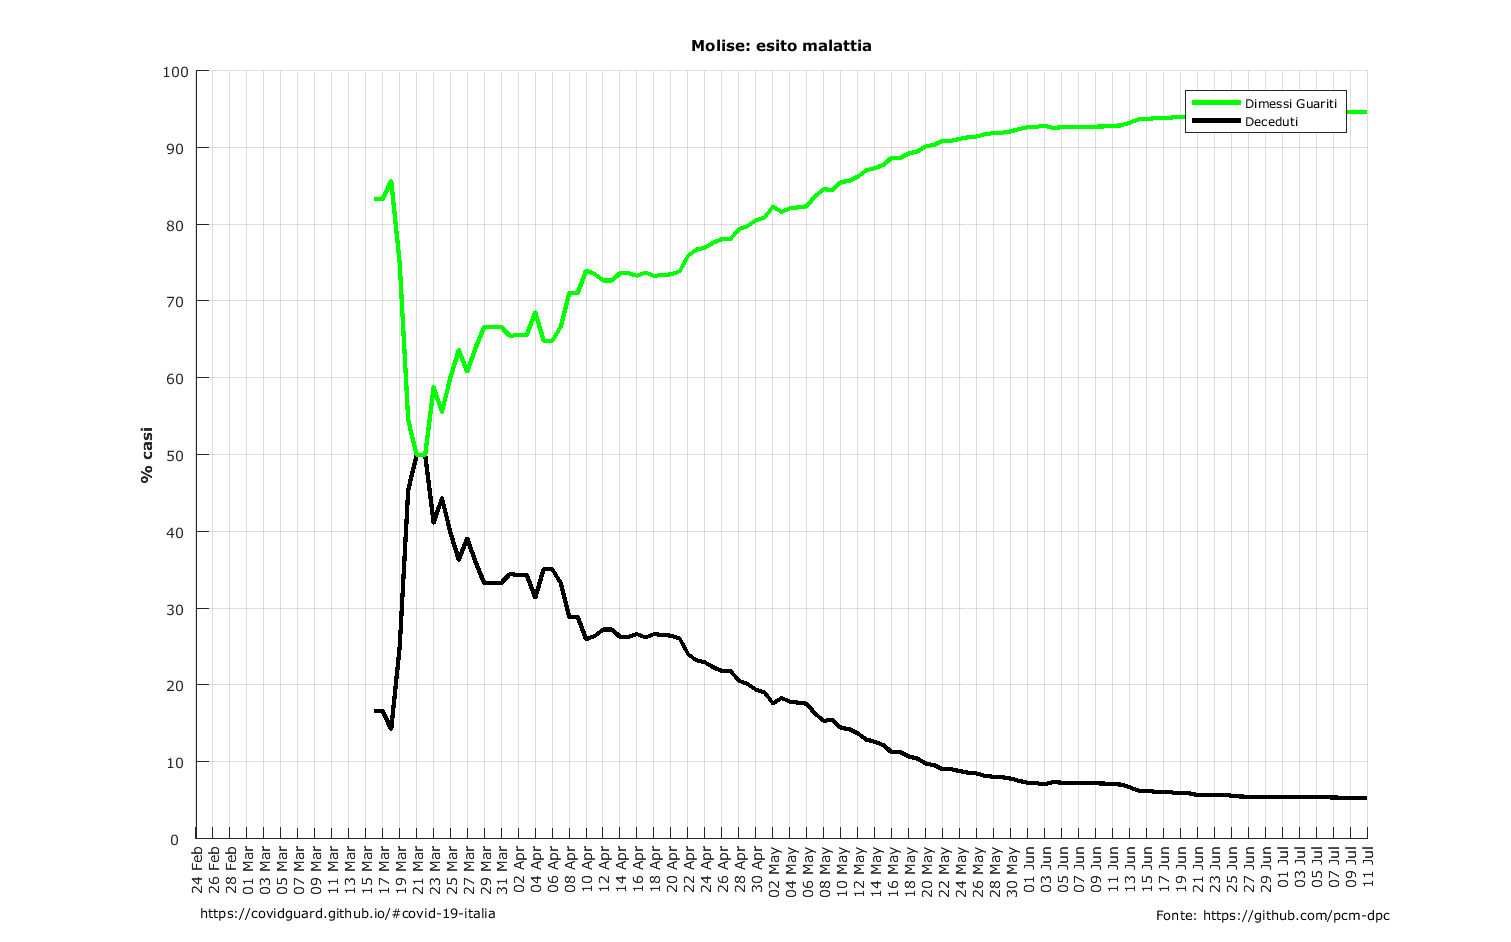 Molise: esito malattia
100
90
80
70
60
50
40
30
20
10
0
% casi
Dimessi Guariti
Deceduti
24 Feb
26 Feb
28 Feb
01 Mar
03 Mar
05 Mar
07 Mar
09 Mar
11 Mar
13 Mar
15 Mar
17 Mar
19 Mar
21 Mar
23 Mar
25 Mar
27 Mar
29 Mar
31 Mar
02 Apr
04 Apr
06 Apr
08 Apr
10 Apr
12 Apr
14 Apr
16 Apr
18 Apr
20 Apr
22 Apr
24 Apr
26 Apr
28 Apr
30 Apr
02 May
04 May
06 May
08 May
10 May
12 May
14 May
16 May
18 May
20 May
22 May
24 May
26 May
28 May
30 May
01 Jun
03 Jun
05 Jun
07 Jun
09 Jun
11 Jun
13 Jun
15 Jun
17 Jun
19 Jun
21 Jun
23 Jun
25 Jun
27 Jun
29 Jun
01 Jul
03 Jul
05 Jul
07 Jul
09 Jul
11 Jul
https://covidguard.github.io/#covid-19-italia
Fonte: https://github.com/pcm-dpc